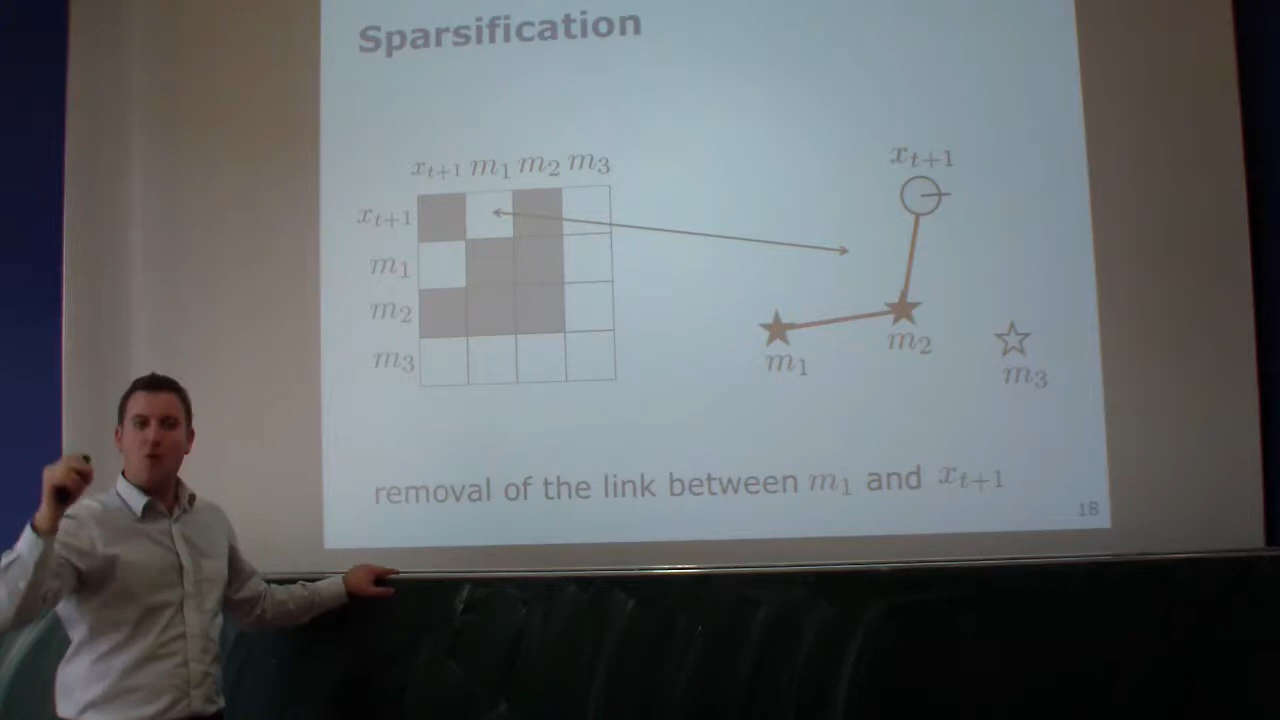 Sparsification
x_{t+1} m_1 m_2 m_3
x_{t+1}
m_1
m_2
m_3
x_{t+1}
m_1
m_2
m_3
removal of the link between m_1 and x_{t+1}
18